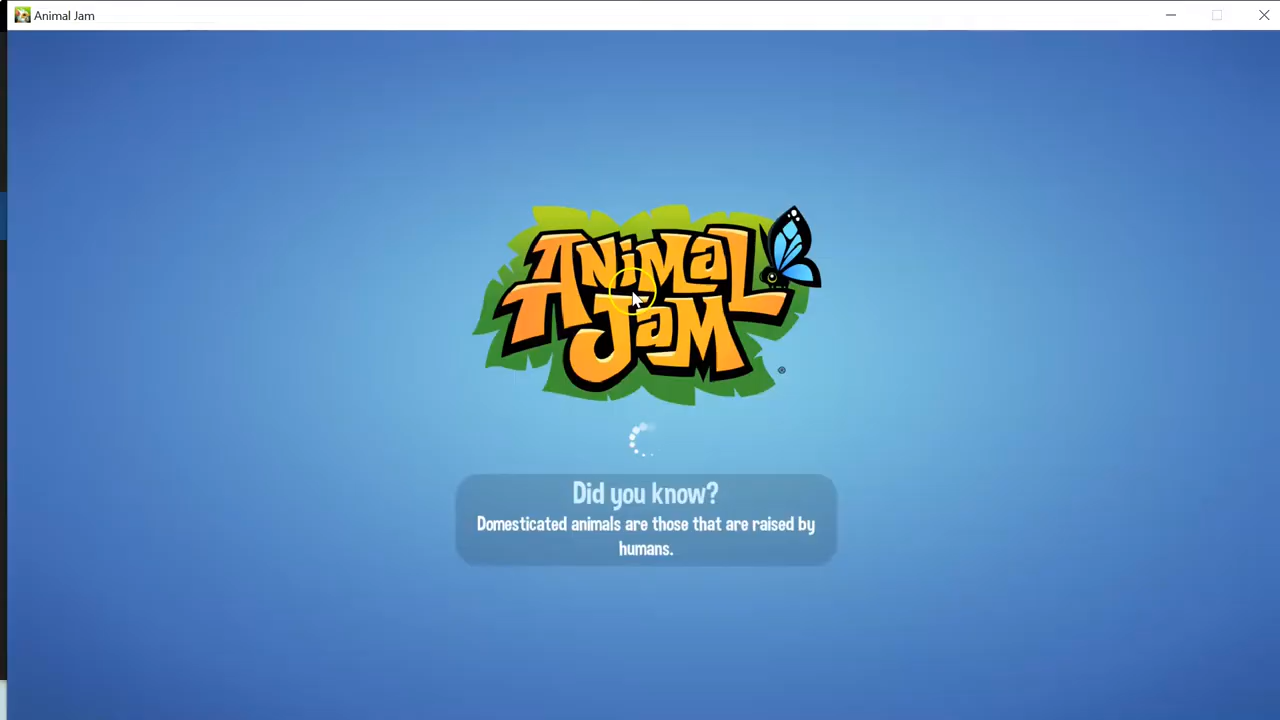 Animal Jam
ANiMaL
JaM
®
Did you know?
Domesticated animals are those that are raised by
humans.